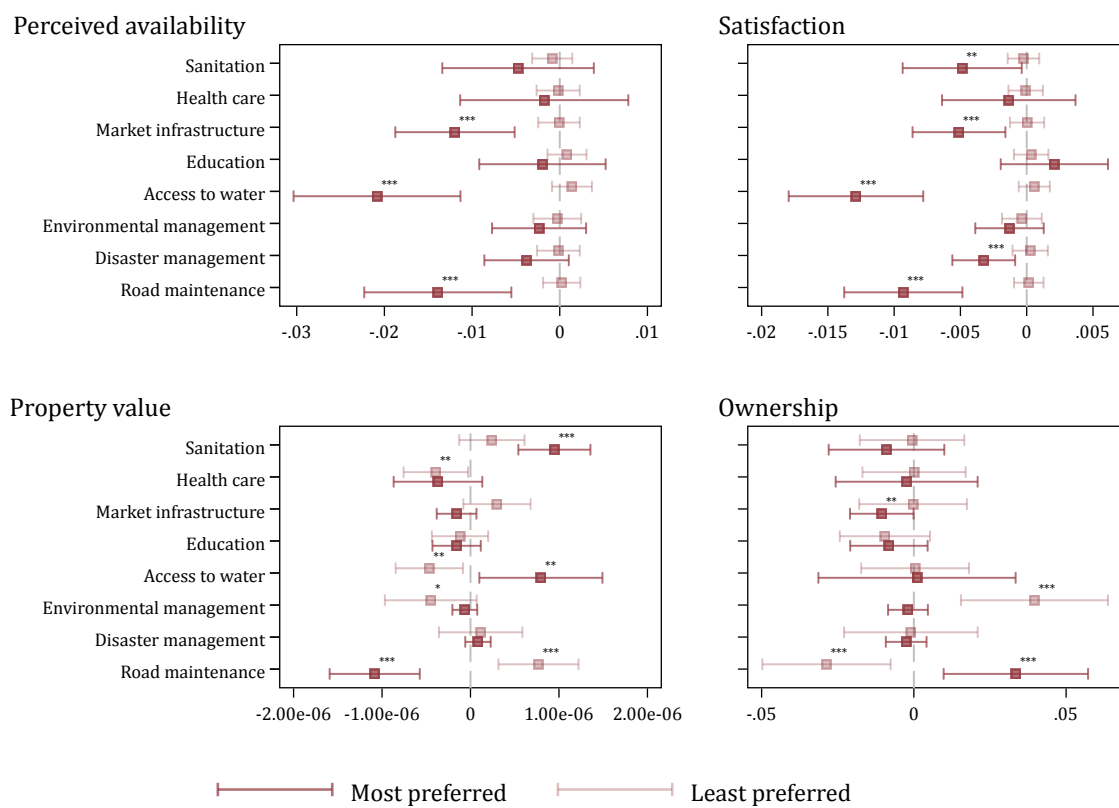 Perceived availability
Satisfaction
Sanitation
**
Health care
Market infrastructure
***
***
Education
Access to water
***
***
Environmental management
Disaster management
***
Road maintenance
***
***
-.03 -.02 -.01 0 .01
-.02 -.015 -.01 -.005 0 .005
Property value
Ownership
Sanitation
***
Health care
**
Market infrastructure
**
Education
Access to water
**
**
Environmental management
*
***
Disaster management
Road maintenance
***
***
***
***
-2.00e-06 -1.00e-06 0 1.00e-06 2.00e-06
-.05 0 .05
Most preferred
Least preferred